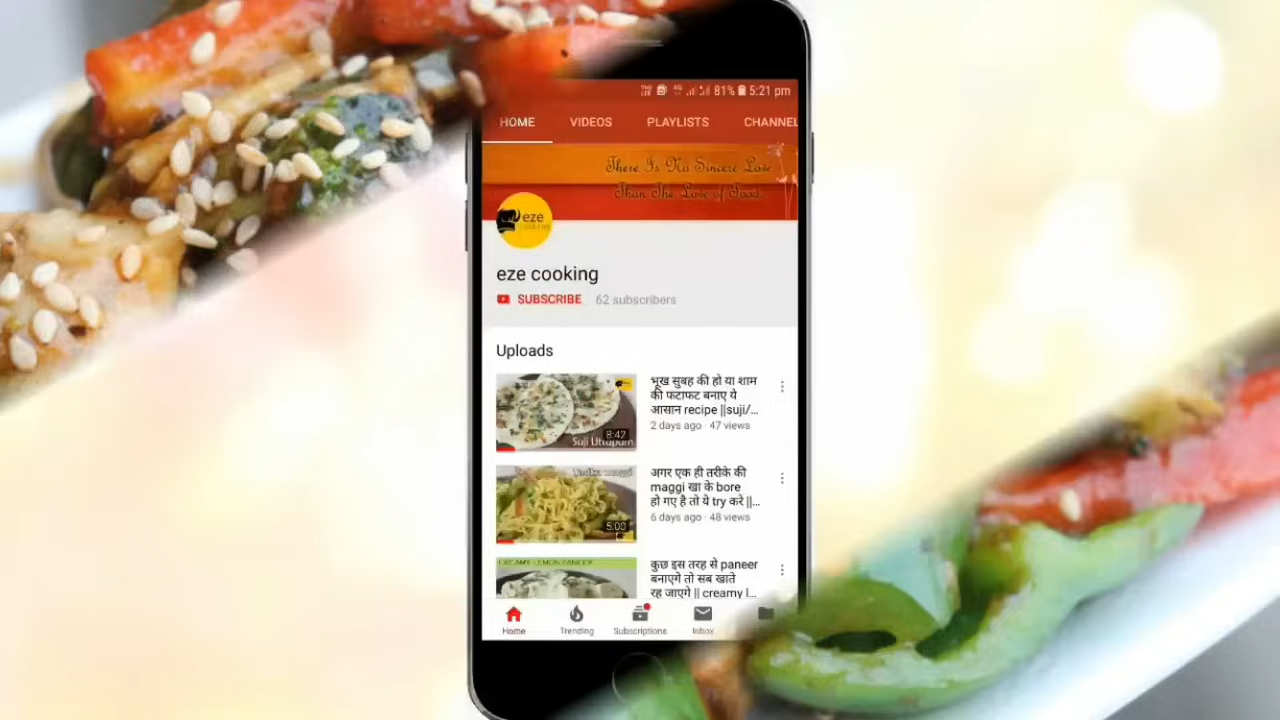 81% 5:21 pm
HOME VIDEOS PLAYLISTS CHANNEL
There Is No Sincere Love
Than The Love of Food.
eze
cooking
eze cooking
SUBSCRIBE 62 subscribers
Uploads
भूख सुबह की हो या शाम
की फटाफट बनाए ये
आसान recipe ||suji/...
2 days ago · 47 views
8:42
Suji Uttapam
अगर एक ही तरीके की
maggi खा के bore
हो गए है तो ये try करे ||...
6 days ago · 48 views
5:00
कुछ इस तरह से paneer
बनाएगे तो सब खाते
रह जाएगे || creamy l...
CREAMY LEMON PANEER
Home Trending Subscriptions Inbox